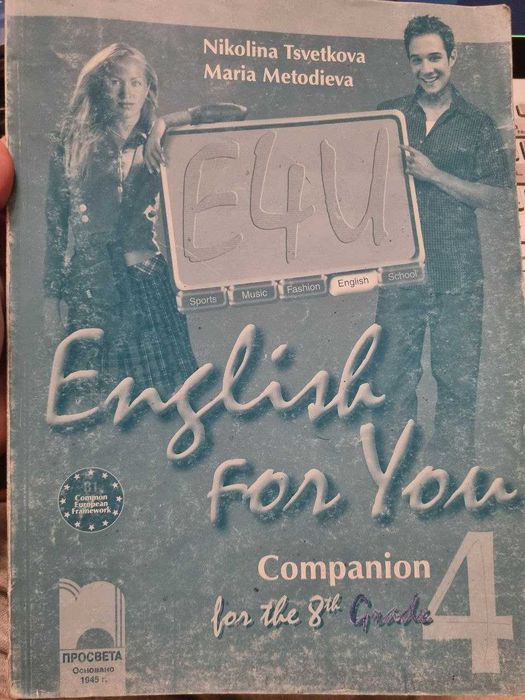 Nikolina Tsvetkova
Maria Metodieva
E4U
Sports Music Fashion English School
English
for You
Common
European
Framework
Companion 4
for the 8th Grade
ПРОСВЕТА
Основано
1945 г.